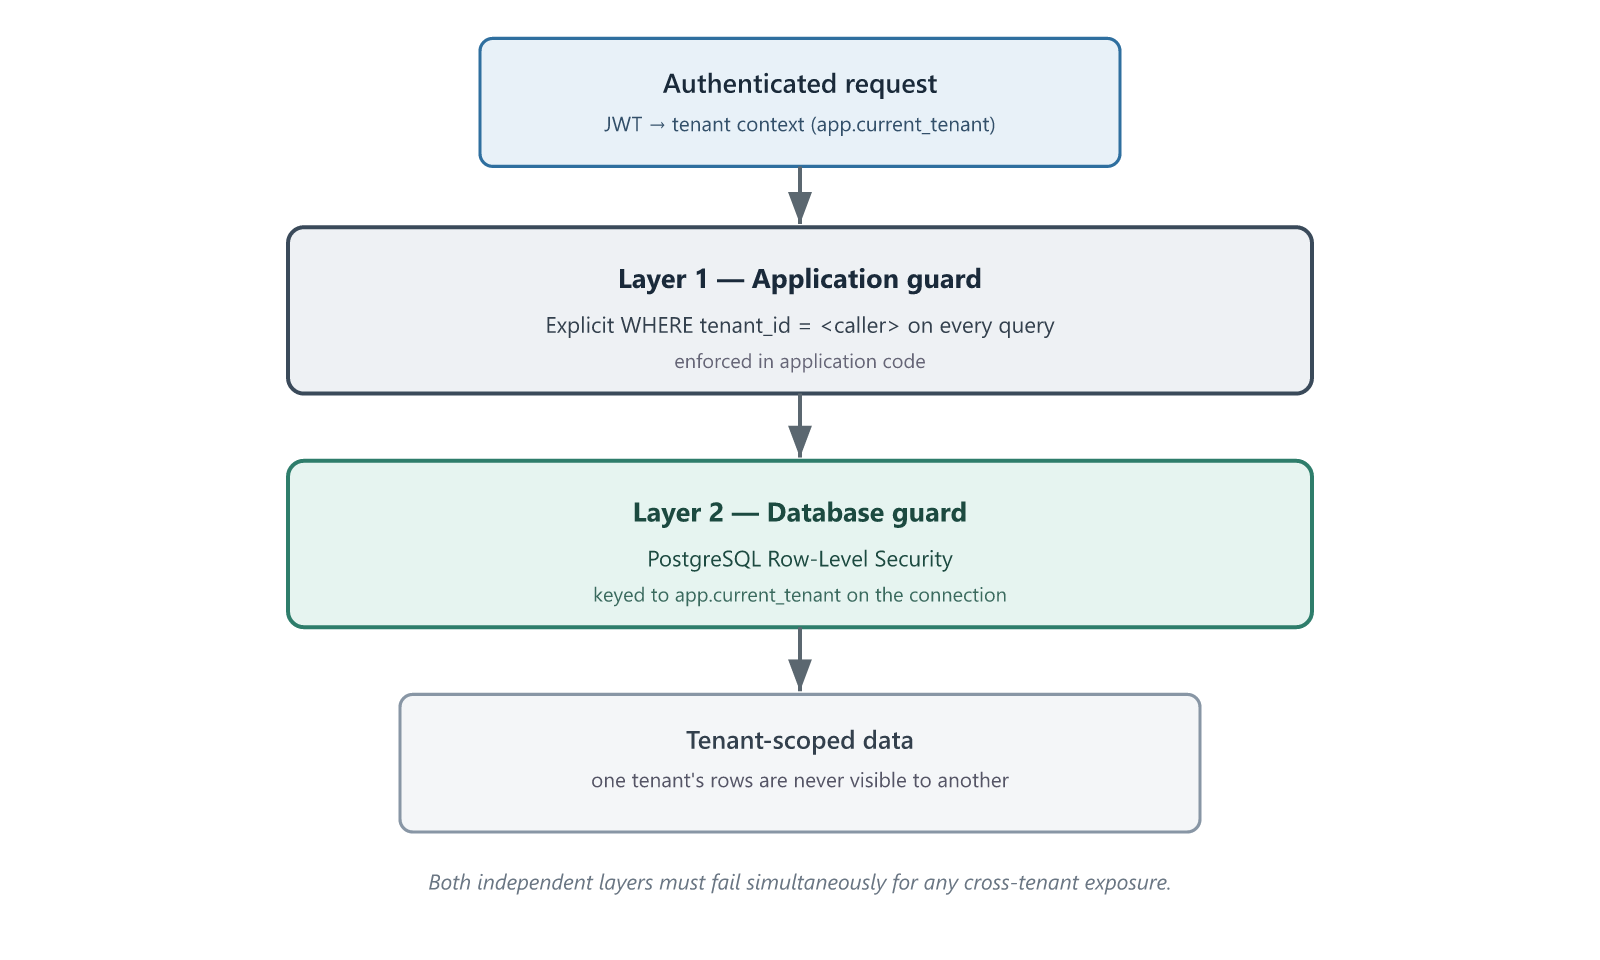 Authenticated request
JWT → tenant context (app.current_tenant)
Layer 1 — Application guard
Explicit WHERE tenant_id = <caller> on every query
enforced in application code
Layer 2 — Database guard
PostgreSQL Row-Level Security
keyed to app.current_tenant on the connection
Tenant-scoped data
one tenant's rows are never visible to another
Both independent layers must fail simultaneously for any cross-tenant exposure.